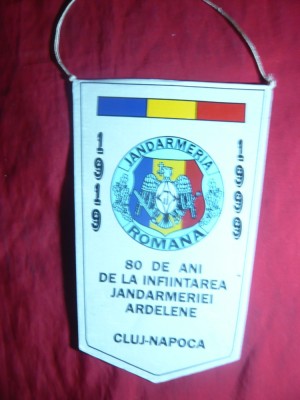 1919
1999
JANDARMERIA
ROMANA
80 DE ANI
DE LA INFIINTAREA
JANDARMERIEI
ARDELENE
CLUJ-NAPOCA